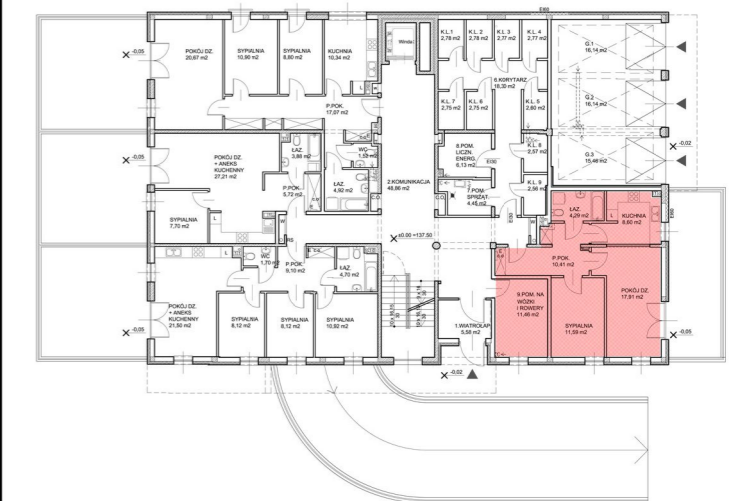 EI60
-0,05
POKÓJ DZ.
20,67 m2
SYPIALNIA
10,90 m2
SYPIALNIA
8,80 m2
KUCHNIA
10,34 m2
Winda
K.L.1
2,78 m2
K.L. 2
2,78 m2
K.L. 3
2,77 m2
K.L. 4
2,77 m2
G.1
16,14 m2
L
P.POK.
17,07 m2
6.KORYTARZ
18,30 m2
K.L. 7
2,75 m2
K.L. 6
2,75 m2
K.L. 5
2,60 m2
G.2
16,14 m2
-0,05
POKÓJ DZ.
+ ANEKS
KUCHENNY
27,21 m2
ŁAZ.
3,88 m2
WC
1,52 m2
8.POM.
LICZN.
ENERG.
6,13 m2
EI30
K.L. 8
2,57 m2
G.3
15,48 m2
-0,02
P.POK.
5,72 m2
ŁAZ.
4,92 m2
2.KOMUNIKACJA
48,86 m2
7.POM.
SPRZĄT.
4,45 m2
K.L. 9
2,56 m2
SYPIALNIA
7,70 m2
L
W
RS
±0.00 =137,50
EI30
W
ŁAZ.
4,29 m2
L
KUCHNIA
8,60 m2
EI60
L
WC
1,70 m2
P.POK.
9,10 m2
ŁAZ.
4,70 m2
P.POK.
10,41 m2
-0,05
POKÓJ DZ.
+ ANEKS
KUCHENNY
21,50 m2
SYPIALNIA
8,12 m2
SYPIALNIA
8,12 m2
SYPIALNIA
10,92 m2
1.WIATROŁAP
5,58 m2
9.POM. NA
WÓZKI
I ROWERY
11,46 m2
SYPIALNIA
11,59 m2
POKÓJ DZ.
17,91 m2
-0,05
-0,02